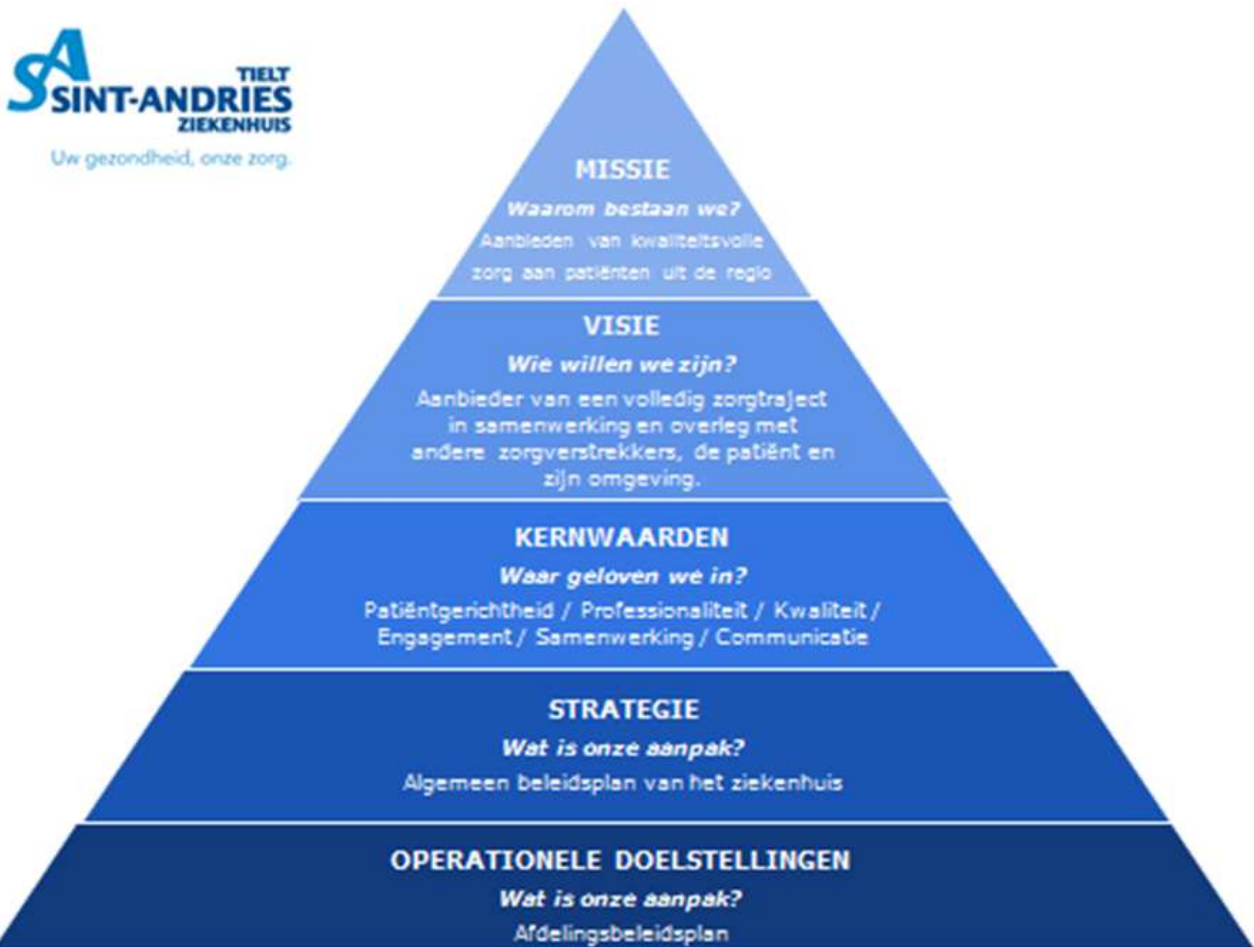 TIELT
SINT-ANDRIES
ZIEKENHUIS
Uw gezondheid, onze zorg.
MISSIE
Waarom bestaan we?
Aanbieden van kwaliteitsvolle
zorg aan patiënten uit de regio
VISIE
Wie willen we zijn?
Aanbieder van een volledig zorgtraject
in samenwerking en overleg met
andere zorgverstrekkers, de patiënt en
zijn omgeving.
KERNWAARDEN
Waar geloven we in?
Patiëntgerichtheid / Professionaliteit / Kwaliteit /
Engagement / Samenwerking / Communicatie
STRATEGIE
Wat is onze aanpak?
Algemeen beleidsplan van het ziekenhuis
OPERATIONELE DOELSTELLINGEN
Wat is onze aanpak?
Afdelingsbeleidsplan